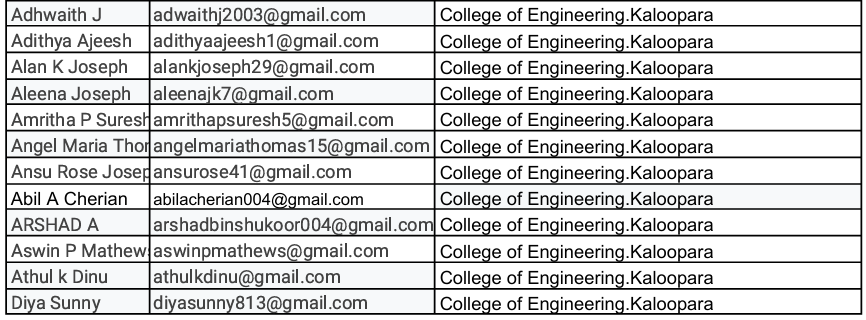 Adhwaith J adwaithj2003@gmail.com College of Engineering.Kaloopara
Adithya Ajeesh adithyaajeesh1@gmail.com College of Engineering.Kaloopara
Alan K Joseph alankjoseph29@gmail.com College of Engineering.Kaloopara
Aleena Joseph aleenajk7@gmail.com College of Engineering.Kaloopara
Amritha P Suresh amrithapsuresh5@gmail.com College of Engineering.Kaloopara
Angel Maria Thor angelmariathomas15@gmail.com College of Engineering.Kaloopara
Ansu Rose Josep ansurose41@gmail.com College of Engineering.Kaloopara
Abil A Cherian abilacherian004@gmail.com College of Engineering.Kaloopara
ARSHAD A arshadbinshukoor004@gmail.com College of Engineering.Kaloopara
Aswin P Mathews aswinpmathews@gmail.com College of Engineering.Kaloopara
Athul k Dinu athulkdinu@gmail.com College of Engineering.Kaloopara
Diya Sunny diyasunny813@gmail.com College of Engineering.Kaloopara